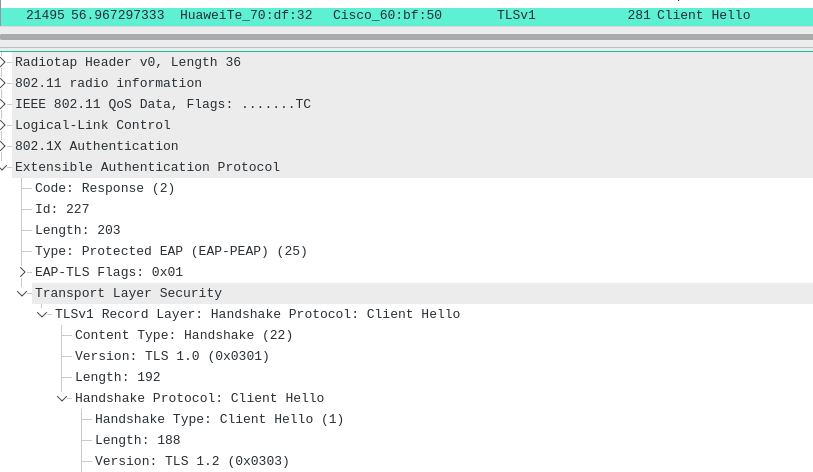 21495 56.967297333 HuaweiTe_70:df:32 Cisco_60:bf:50 TLSv1 281 Client Hello
Radiotap Header v0, Length 36
802.11 radio information
IEEE 802.11 QoS Data, Flags: .......TC
Logical-Link Control
802.1X Authentication
Extensible Authentication Protocol
Code: Response (2)
Id: 227
Length: 203
Type: Protected EAP (EAP-PEAP) (25)
EAP-TLS Flags: 0x01
Transport Layer Security
TLSv1 Record Layer: Handshake Protocol: Client Hello
Content Type: Handshake (22)
Version: TLS 1.0 (0x0301)
Length: 192
Handshake Protocol: Client Hello
Handshake Type: Client Hello (1)
Length: 188
Version: TLS 1.2 (0x0303)